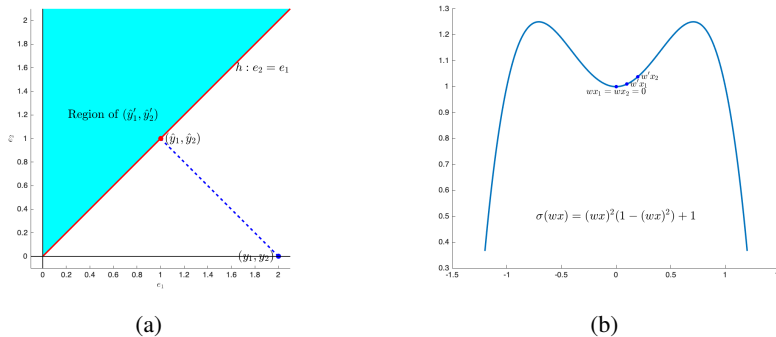 2
1.8
1.6
1.4
1.2
1
0.8
0.6
0.4
0.2
0
e₂
h : e₂ = e₁
Region of (ŷ′₁, ŷ′₂)
(ŷ₁, ŷ₂)
(y₁, y₂)
0 0.2 0.4 0.6 0.8 1 1.2 1.4 1.6 1.8 2
e₁
(a)
1.3
1.2
1.1
1
0.9
0.8
0.7
0.6
0.5
0.4
0.3
w′x₂
w′x₁
wx₁ = wx₂ = 0
σ(wx) = (wx)²(1 − (wx)²) + 1
-1.5 -1 -0.5 0 0.5 1
(b)